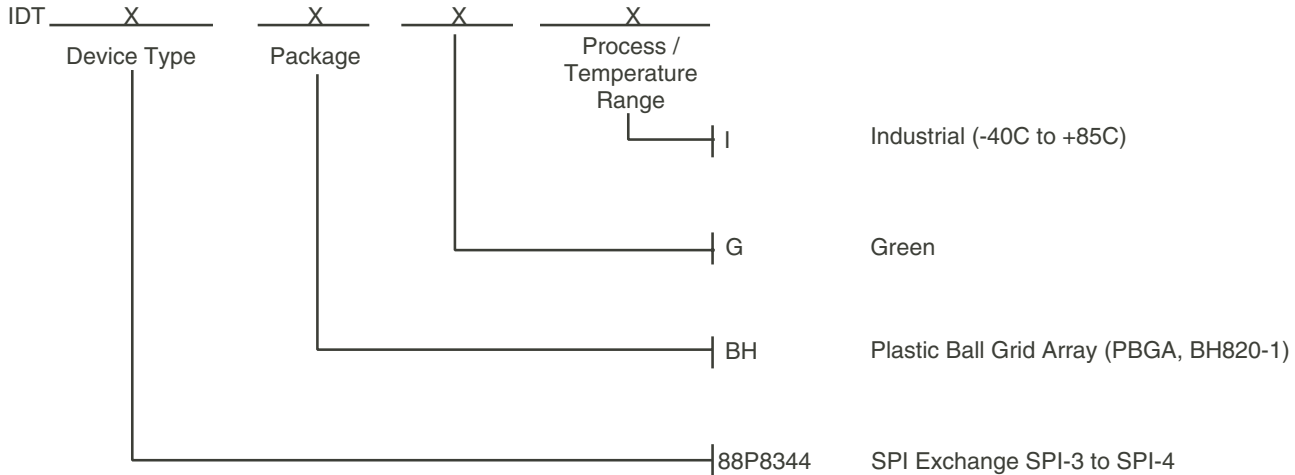 IDT X X X X
Device Type Package Process /
Temperature
Range
I Industrial (-40C to +85C)
G Green
BH Plastic Ball Grid Array (PBGA, BH820-1)
88P8344 SPI Exchange SPI-3 to SPI-4